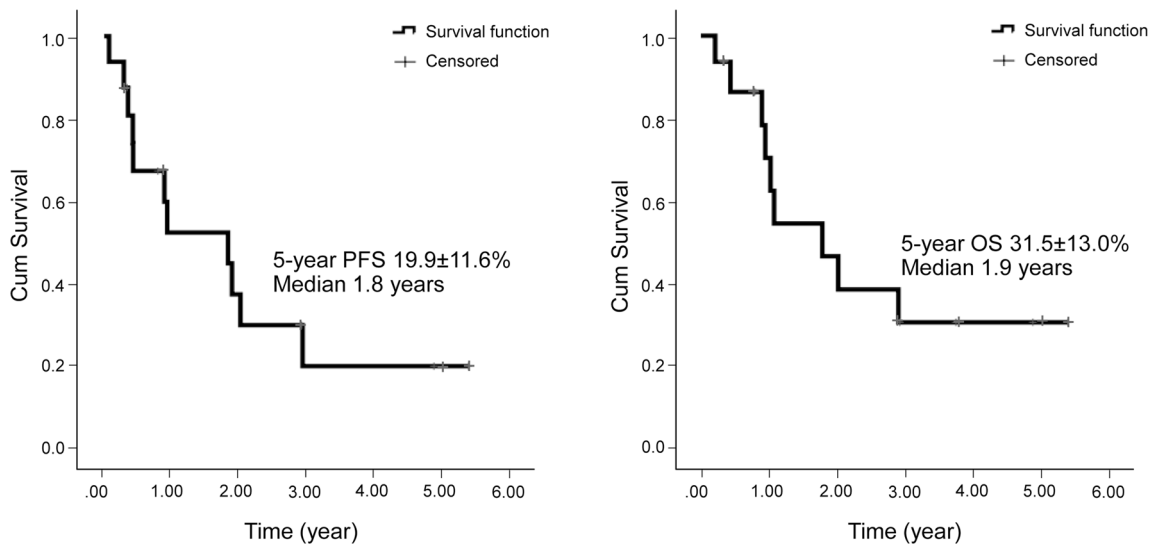 Survival function
Censored
1.0
0.8
0.6
0.4
0.2
0.0
Cum Survival
5-year PFS 19.9±11.6%
Median 1.8 years
.00 1.00 2.00 3.00 4.00 5.00 6.00
Time (year)
Survival function
Censored
1.0
0.8
0.6
0.4
0.2
0.0
Cum Survival
5-year OS 31.5±13.0%
Median 1.9 years
.00 1.00 2.00 3.00 4.00 5.00 6.00
Time (year)